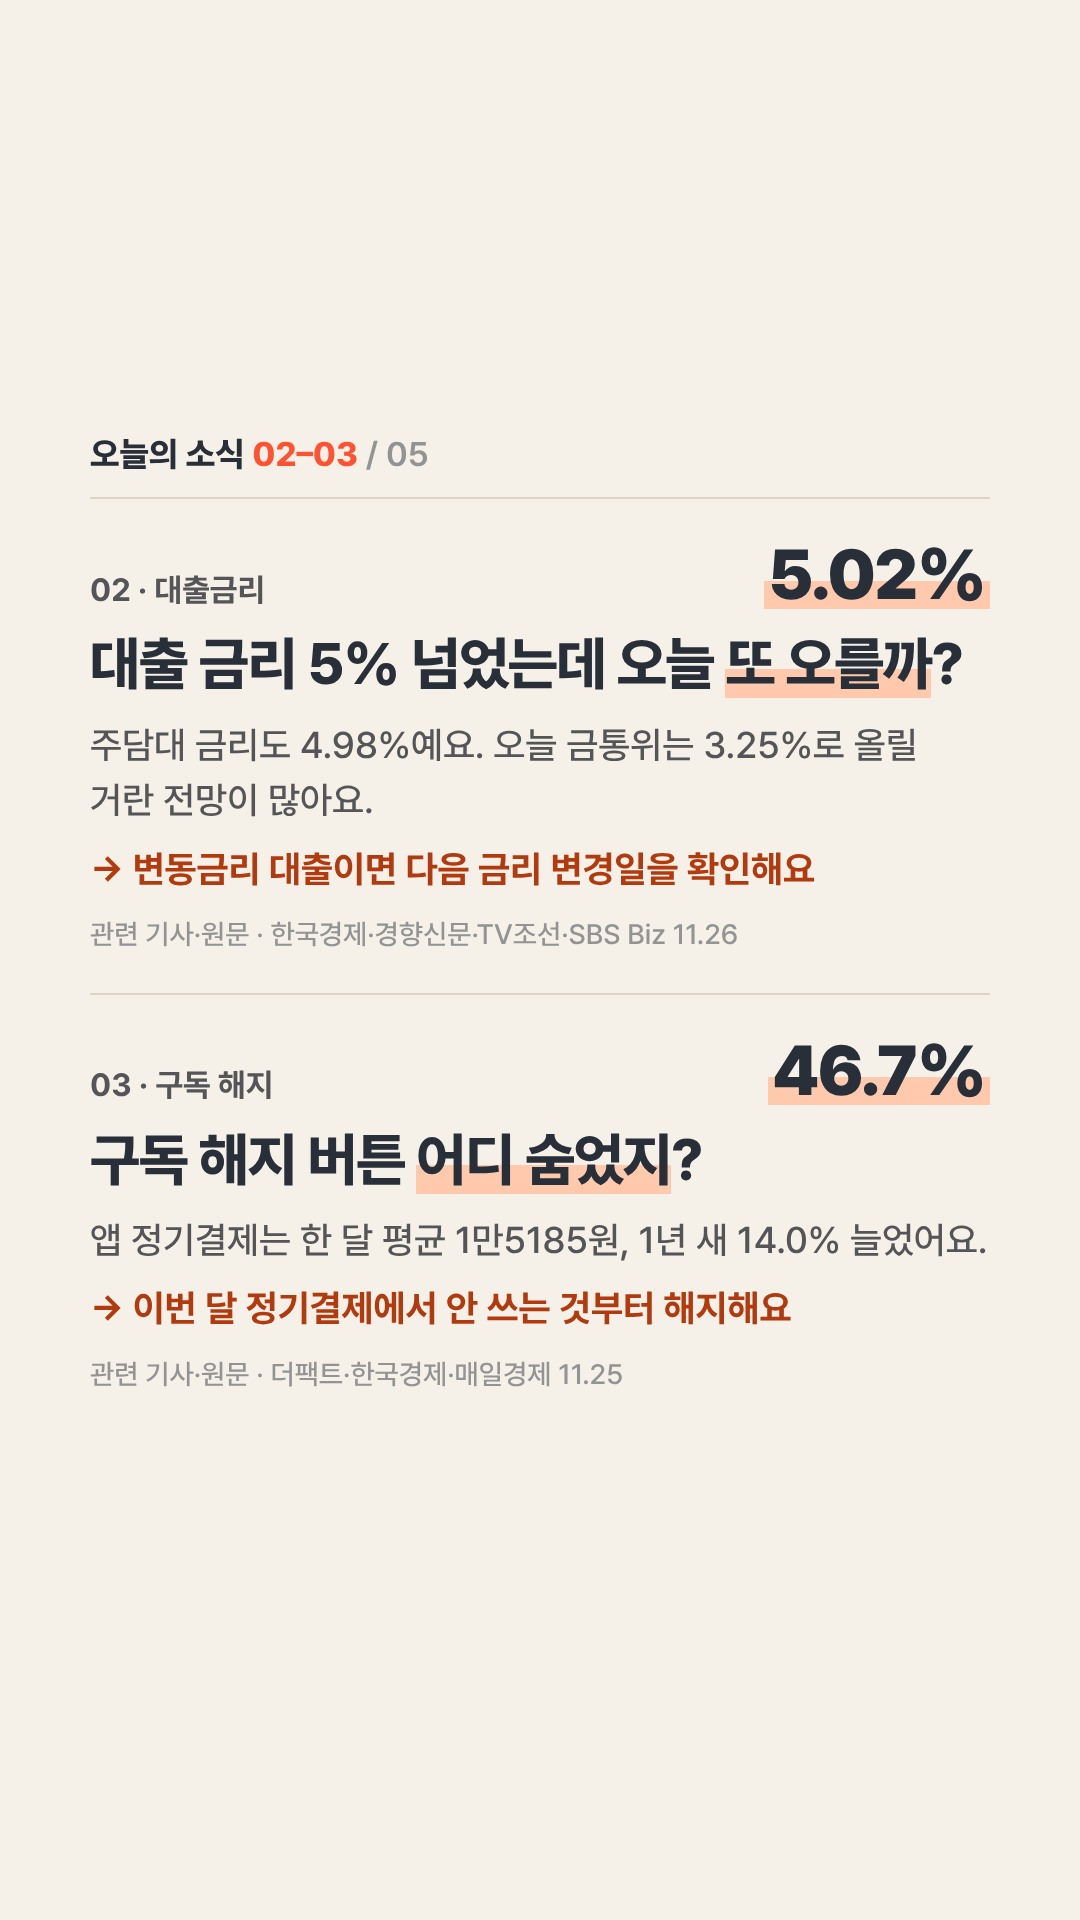 오늘의 소식 02–03 / 05
02 · 대출금리
5.02%
대출 금리 5% 넘었는데 오늘 또 오를까?
주담대 금리도 4.98%예요. 오늘 금통위는 3.25%로 올릴
거란 전망이 많아요.
→ 변동금리 대출이면 다음 금리 변경일을 확인해요
관련 기사·원문 · 한국경제·경향신문·TV조선·SBS Biz 11.26
03 · 구독 해지
46.7%
구독 해지 버튼 어디 숨었지?
앱 정기결제는 한 달 평균 1만5185원, 1년 새 14.0% 늘었어요.
→ 이번 달 정기결제에서 안 쓰는 것부터 해지해요
관련 기사·원문 · 더팩트·한국경제·매일경제 11.25